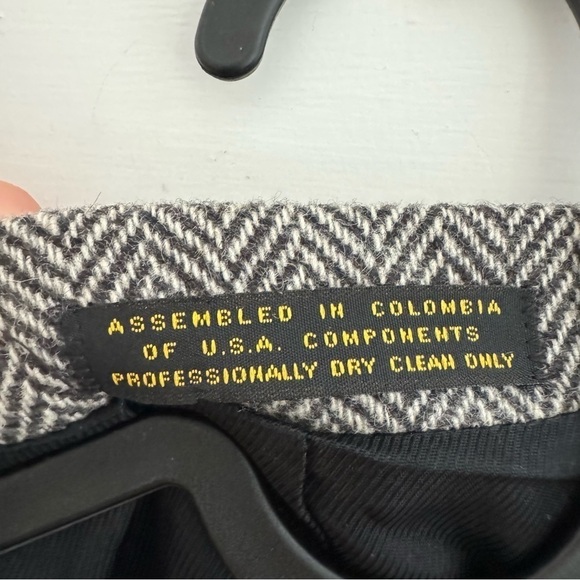 ASSEMBLED IN COLOMBIA
OF U.S.A. COMPONENTS
PROFESSIONALLY DRY CLEAN ONLY